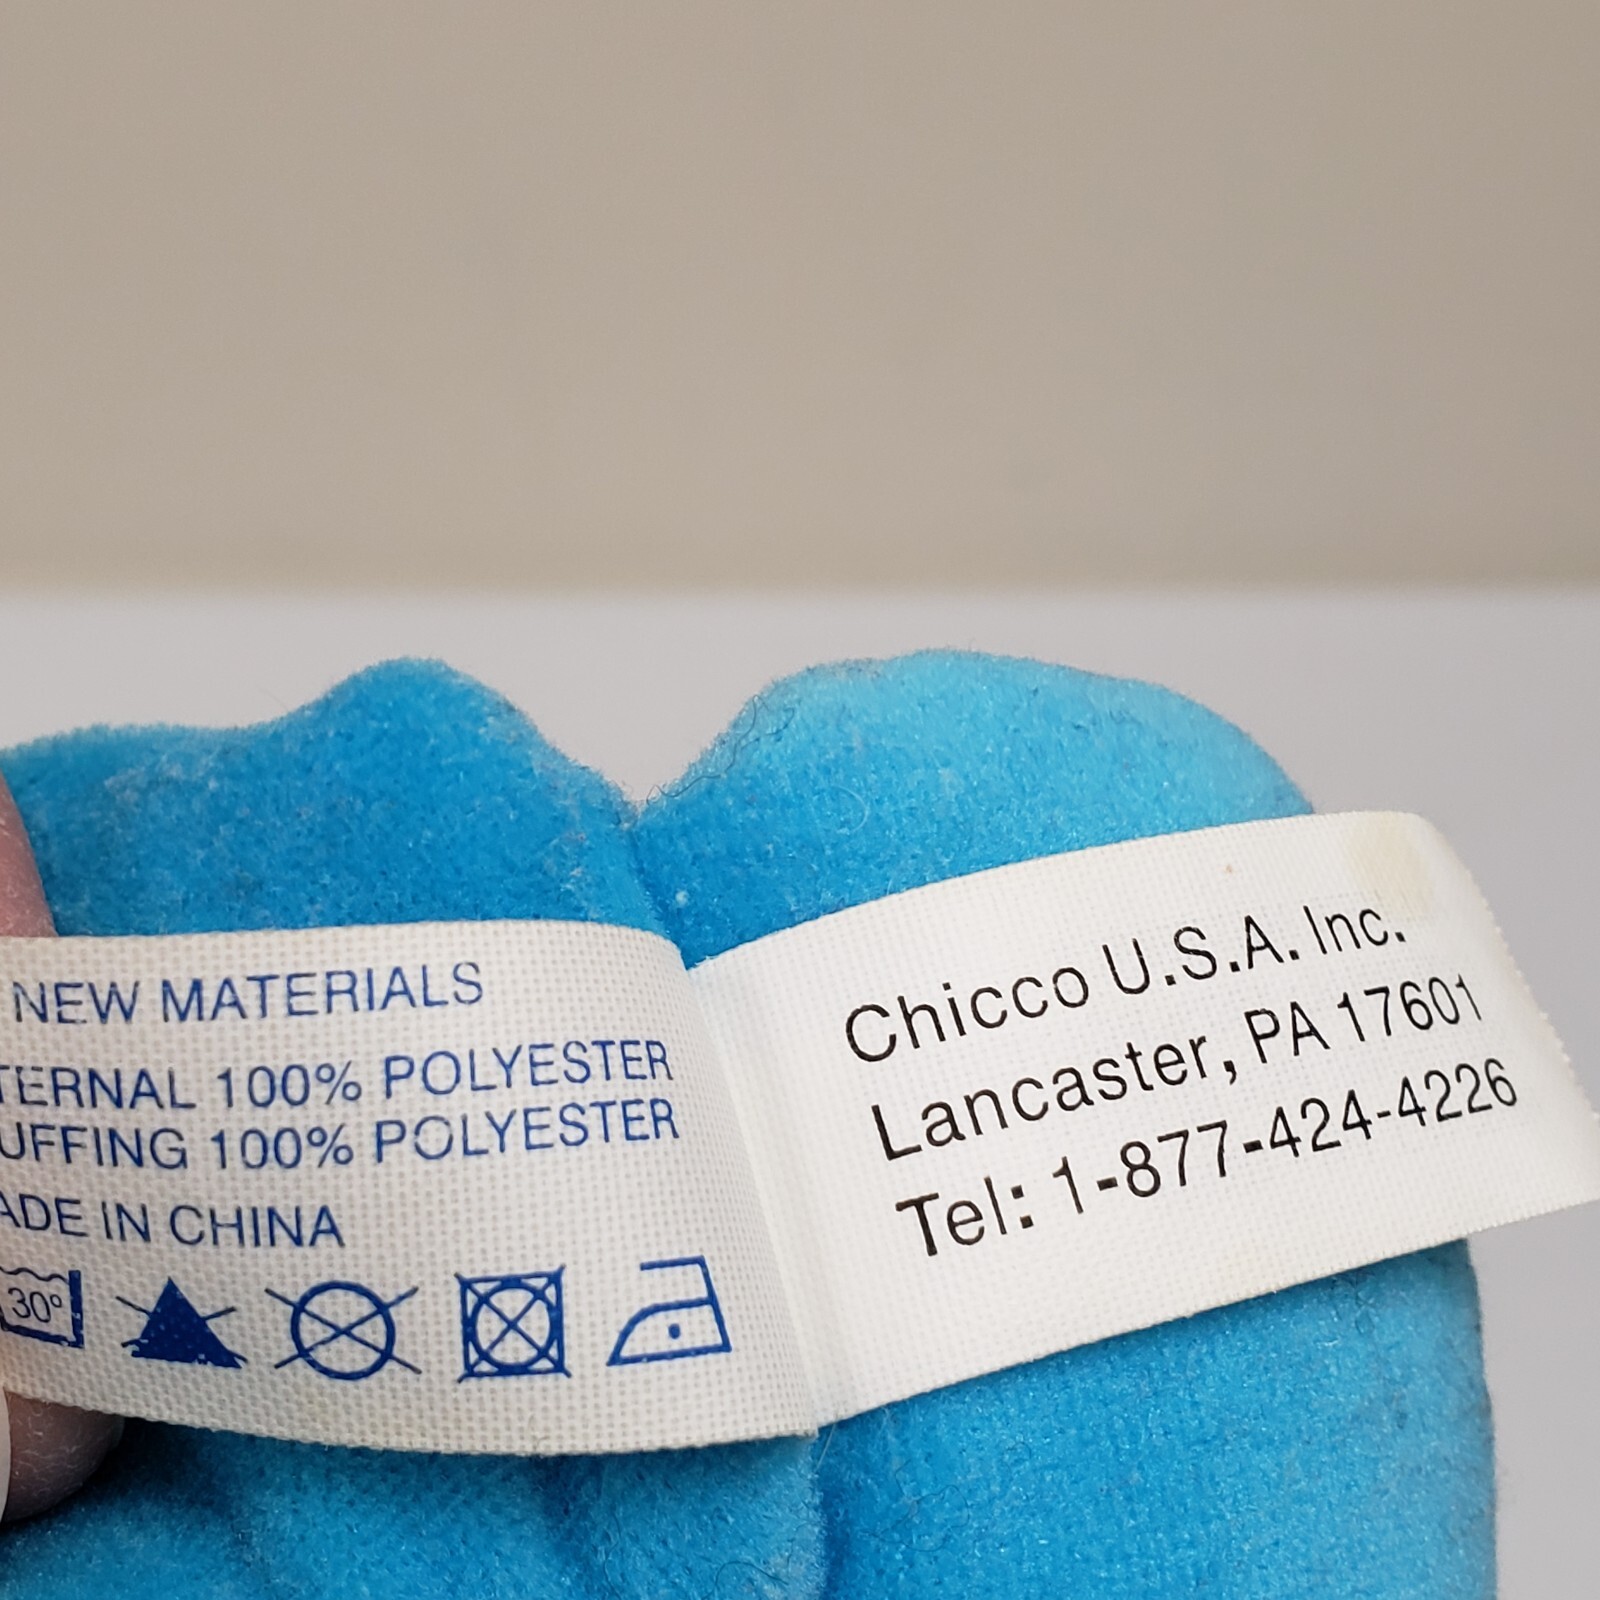 NEW MATERIALS
TERNAL 100% POLYESTER
UFFING 100% POLYESTER
ADE IN CHINA
30°
Chicco U.S.A. Inc.
Lancaster, PA 17601
Tel: 1-877-424-4226